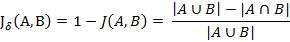 J_δ(A,B) = 1 − J(A,B) = (|A ∪ B| − |A ∩ B|) / |A ∪ B|